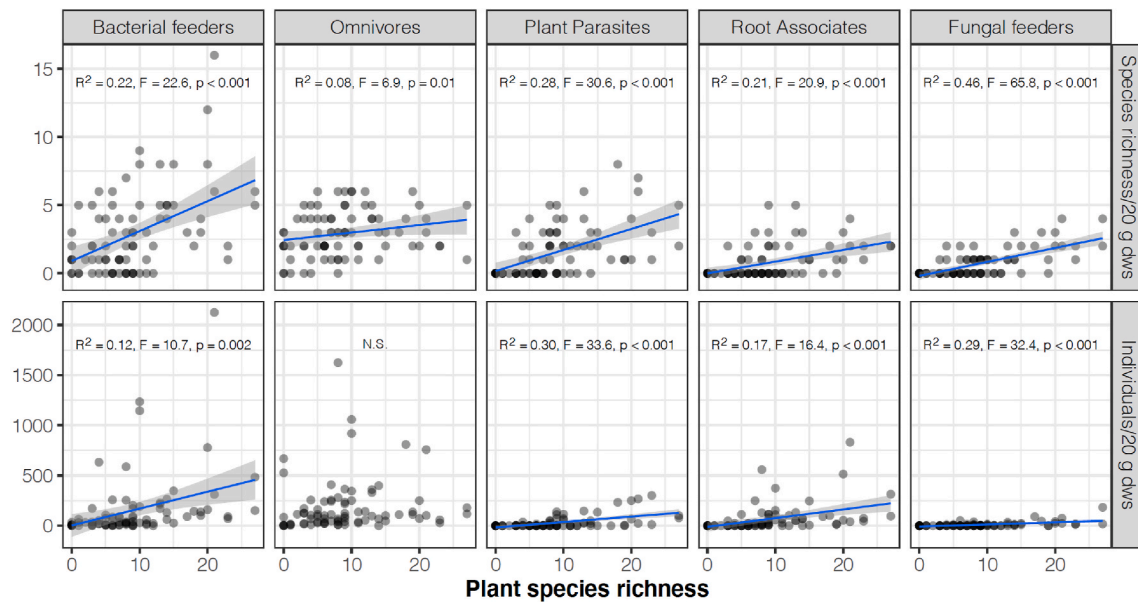 Bacterial feeders Omnivores Plant Parasites Root Associates Fungal feeders
15
10
5
0
R² = 0.22, F = 22.6, p < 0.001
R² = 0.08, F = 6.9, p = 0.01
R² = 0.28, F = 30.6, p < 0.001
R² = 0.21, F = 20.9, p < 0.001
R² = 0.46, F = 65.8, p < 0.001
Species richness/20 g dws
2000
1500
1000
500
0
R² = 0.12, F = 10.7, p = 0.002
N.S.
R² = 0.30, F = 33.6, p < 0.001
R² = 0.17, F = 16.4, p < 0.001
R² = 0.29, F = 32.4, p < 0.001
Individuals/20 g dws
0 10 20 0 10 20 0 10 20 0 10 20 0 10 20
Plant species richness